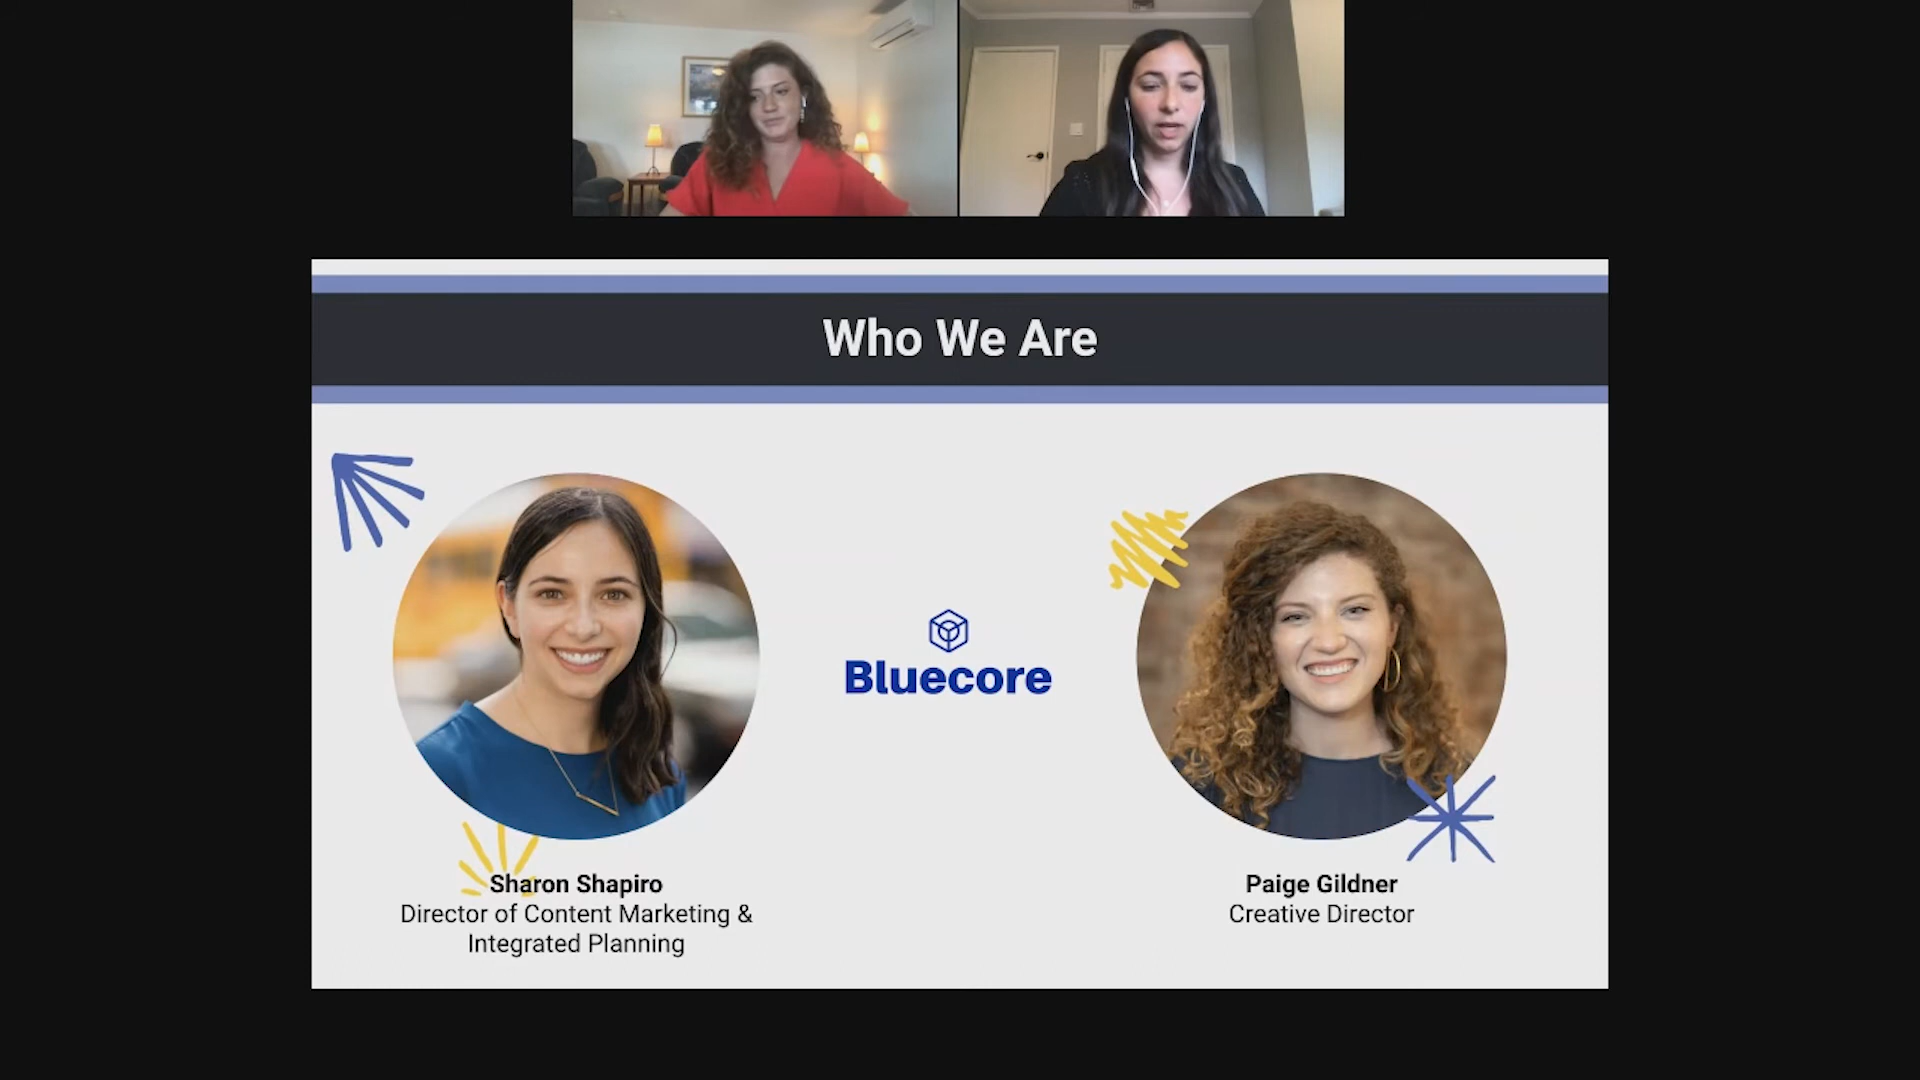 Who We Are
Bluecore
Sharon Shapiro
Director of Content Marketing &
Integrated Planning
Paige Gildner
Creative Director